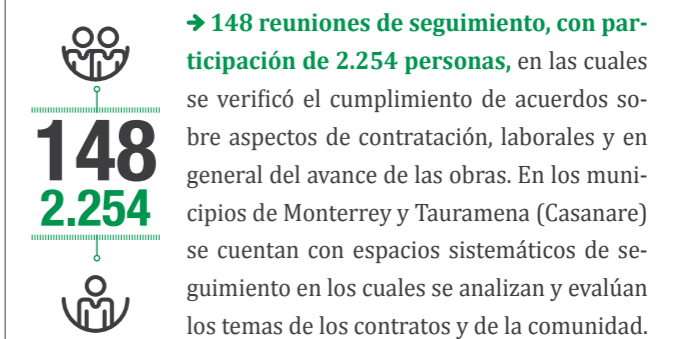 148
2.254
➔ 148 reuniones de seguimiento, con par-
ticipación de 2.254 personas, en las cuales
se verificó el cumplimiento de acuerdos so-
bre aspectos de contratación, laborales y en
general del avance de las obras. En los muni-
cipios de Monterrey y Tauramena (Casanare)
se cuentan con espacios sistemáticos de se-
guimiento en los cuales se analizan y evalúan
los temas de los contratos y de la comunidad.